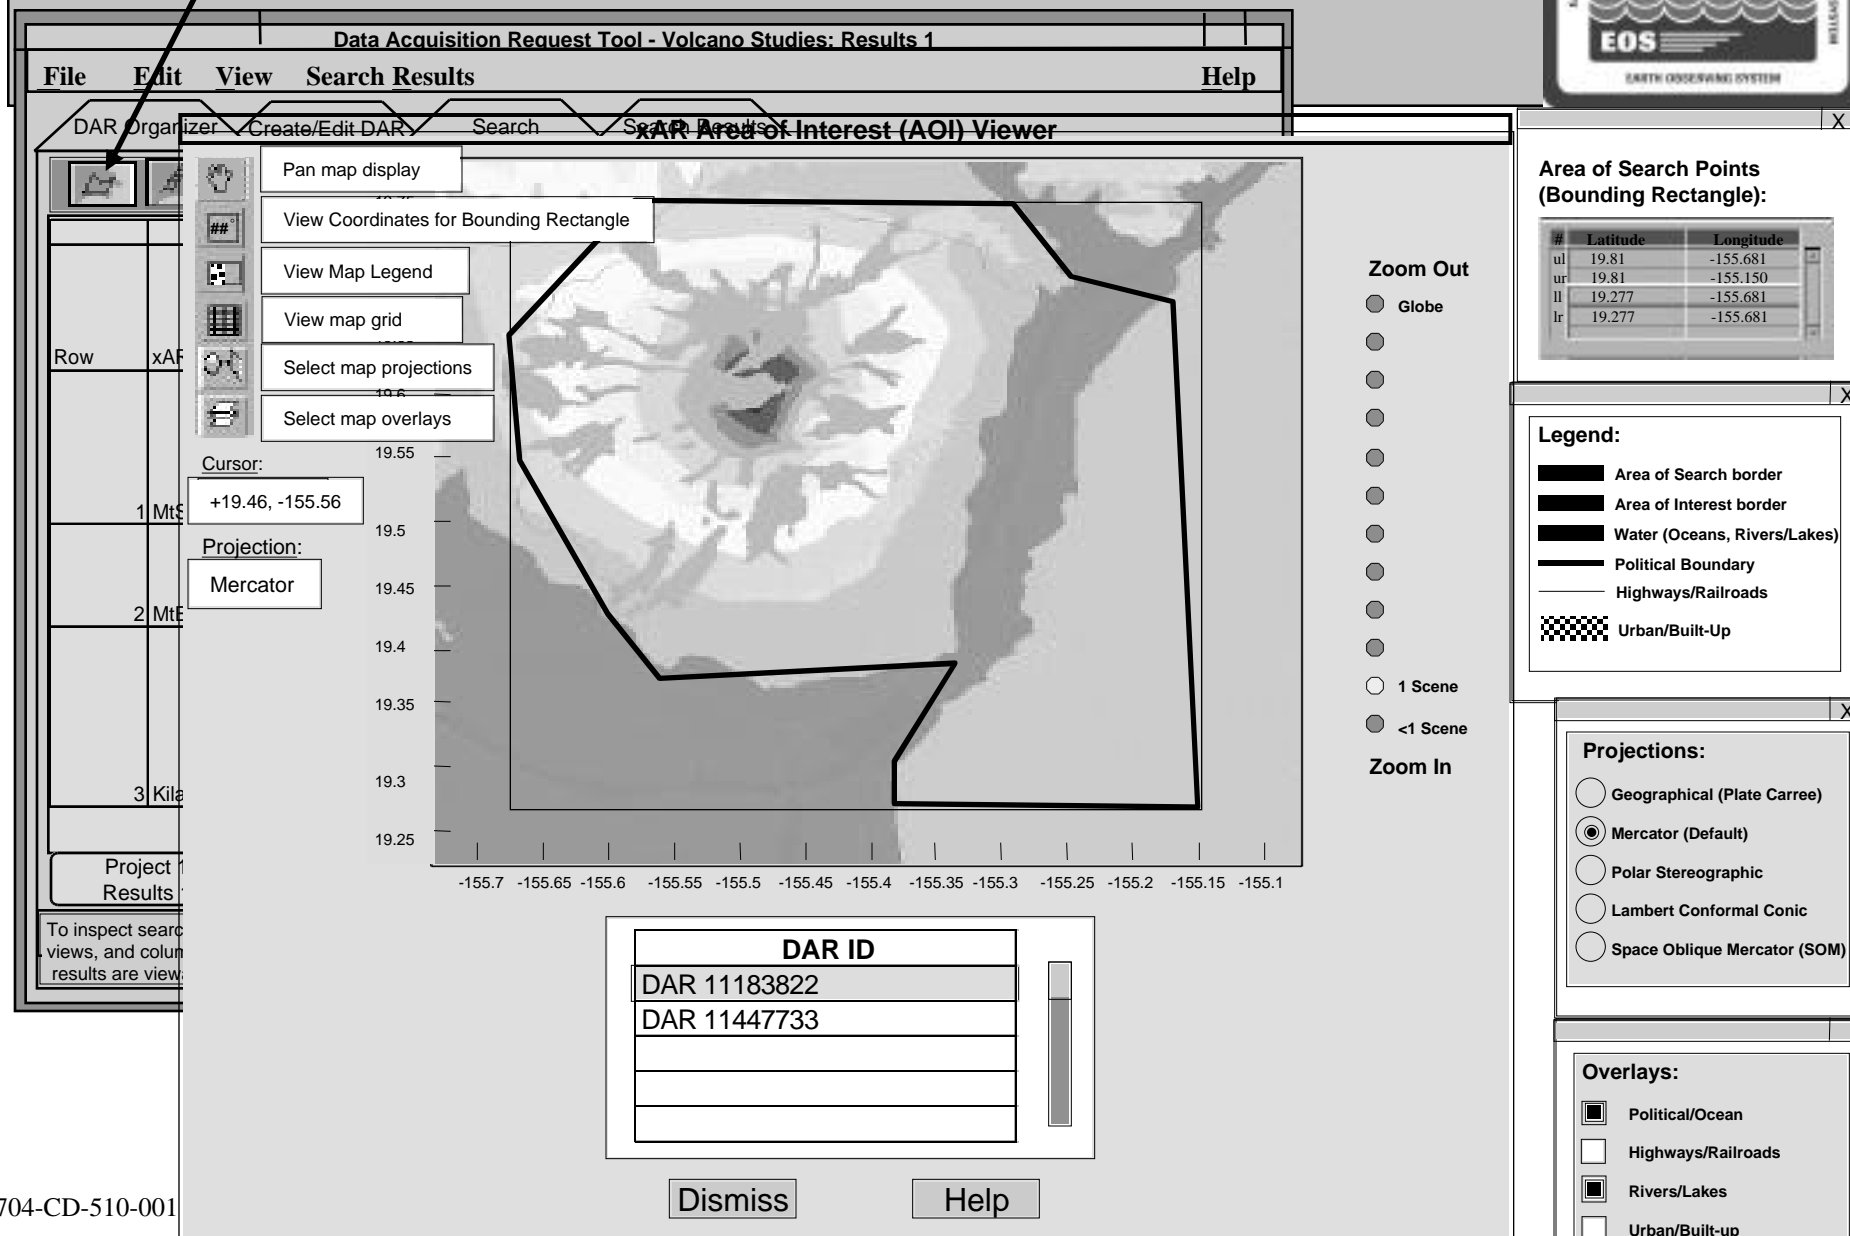 EOS
EARTH OBSERVING SYSTEM
Data Acquisition Request Tool - Volcano Studies: Results 1
File Edit View Search Results Help
DAR Organizer Create/Edit DAR Search Search Results
xAR Area of Interest (AOI) Viewer
Pan map display
View Coordinates for Bounding Rectangle
##
View Map Legend
View map grid
Select map projections
19.6
Select map overlays
Cursor:
+19.46, -155.56
Projection:
Mercator
Row xAR
1 MtS
2 MtE
3 Kila
Project 1
Results
To inspect searc
views, and colum
results are view
19.55
19.5
19.45
19.4
19.35
19.3
19.25
-155.7 -155.65 -155.6 -155.55 -155.5 -155.45 -155.4 -155.35 -155.3 -155.25 -155.2 -155.15 -155.1
Zoom Out
Globe
1 Scene
<1 Scene
Zoom In
DAR ID
DAR 11183822
DAR 11447733
Dismiss Help
X
Area of Search Points
(Bounding Rectangle):
# Latitude Longitude
ul 19.81 -155.681
ur 19.81 -155.150
ll 19.277 -155.681
lr 19.277 -155.681
X
Legend:
Area of Search border
Area of Interest border
Water (Oceans, Rivers/Lakes)
Political Boundary
Highways/Railroads
Urban/Built-Up
X
Projections:
Geographical (Plate Carree)
Mercator (Default)
Polar Stereographic
Lambert Conformal Conic
Space Oblique Mercator (SOM)
Overlays:
Political/Ocean
Highways/Railroads
Rivers/Lakes
Urban/Built-up
704-CD-510-001